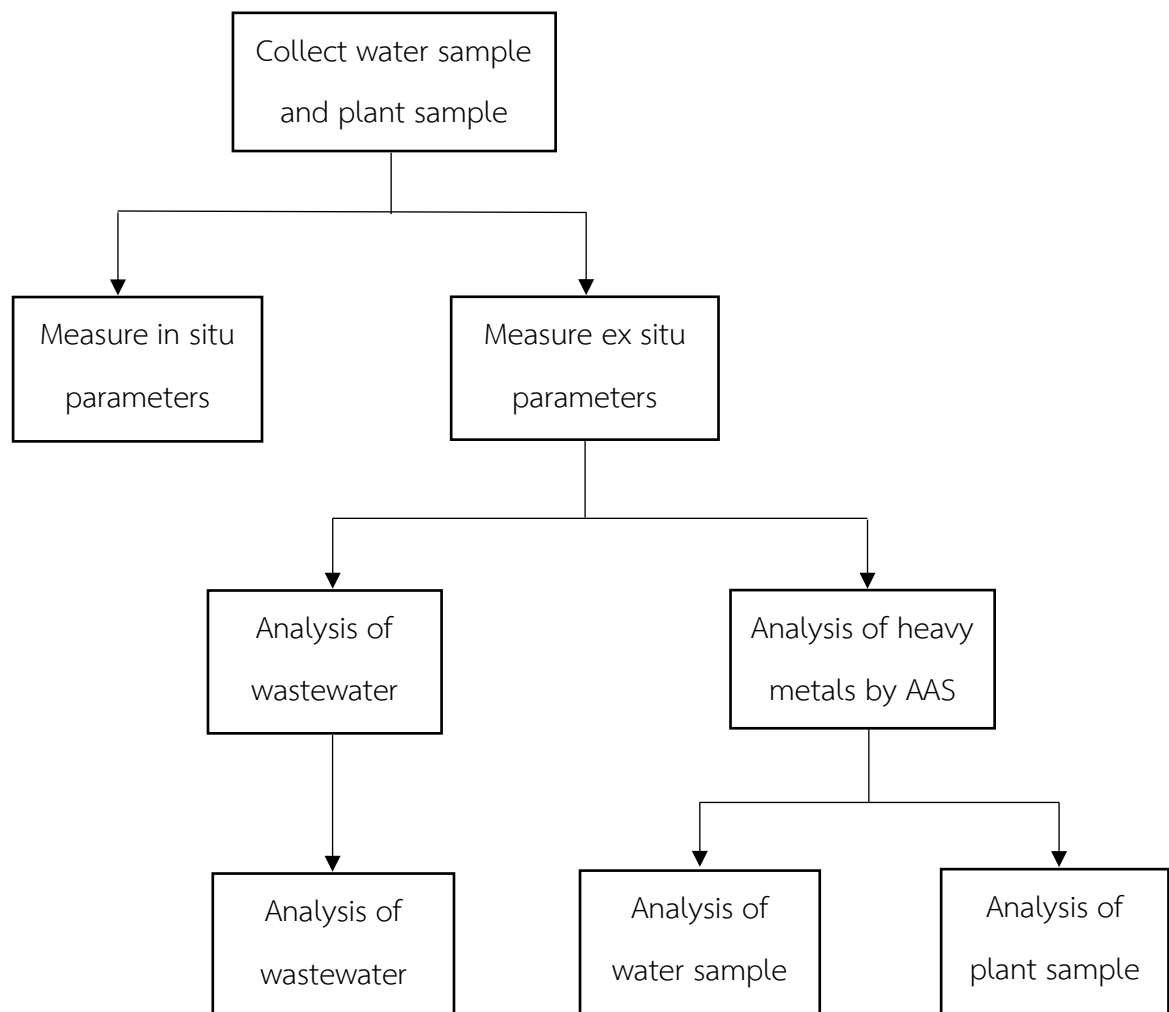 Collect water sample
and plant sample
Measure in situ
parameters
Measure ex situ
parameters
Analysis of
wastewater
Analysis of heavy
metals by AAS
Analysis of
wastewater
Analysis of
water sample
Analysis of
plant sample